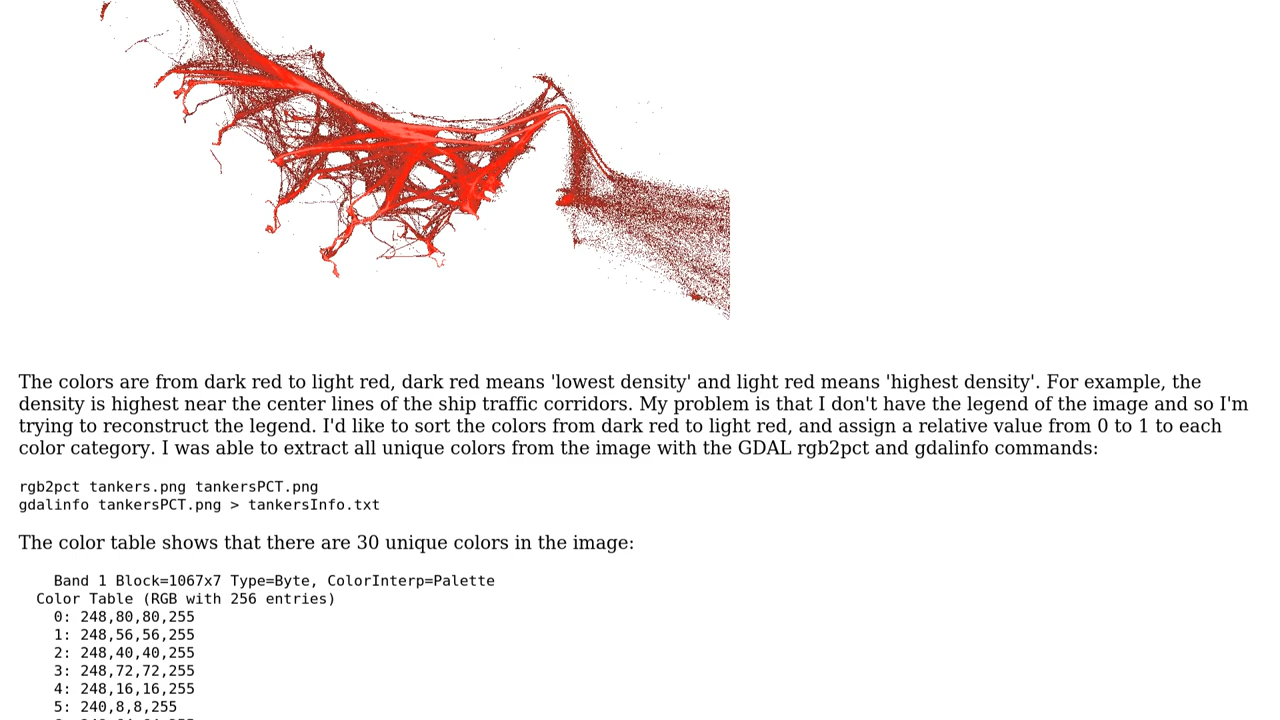 The colors are from dark red to light red, dark red means 'lowest density' and light red means 'highest density'. For example, the
density is highest near the center lines of the ship traffic corridors. My problem is that I don't have the legend of the image and so I'm
trying to reconstruct the legend. I'd like to sort the colors from dark red to light red, and assign a relative value from 0 to 1 to each
color category. I was able to extract all unique colors from the image with the GDAL rgb2pct and gdalinfo commands:
rgb2pct tankers.png tankersPCT.png
gdalinfo tankersPCT.png > tankersInfo.txt
The color table shows that there are 30 unique colors in the image:
Band 1 Block=1067x7 Type=Byte, ColorInterp=Palette
Color Table (RGB with 256 entries)
0: 248,80,80,255
1: 248,56,56,255
2: 248,40,40,255
3: 248,72,72,255
4: 248,16,16,255
5: 240,8,8,255